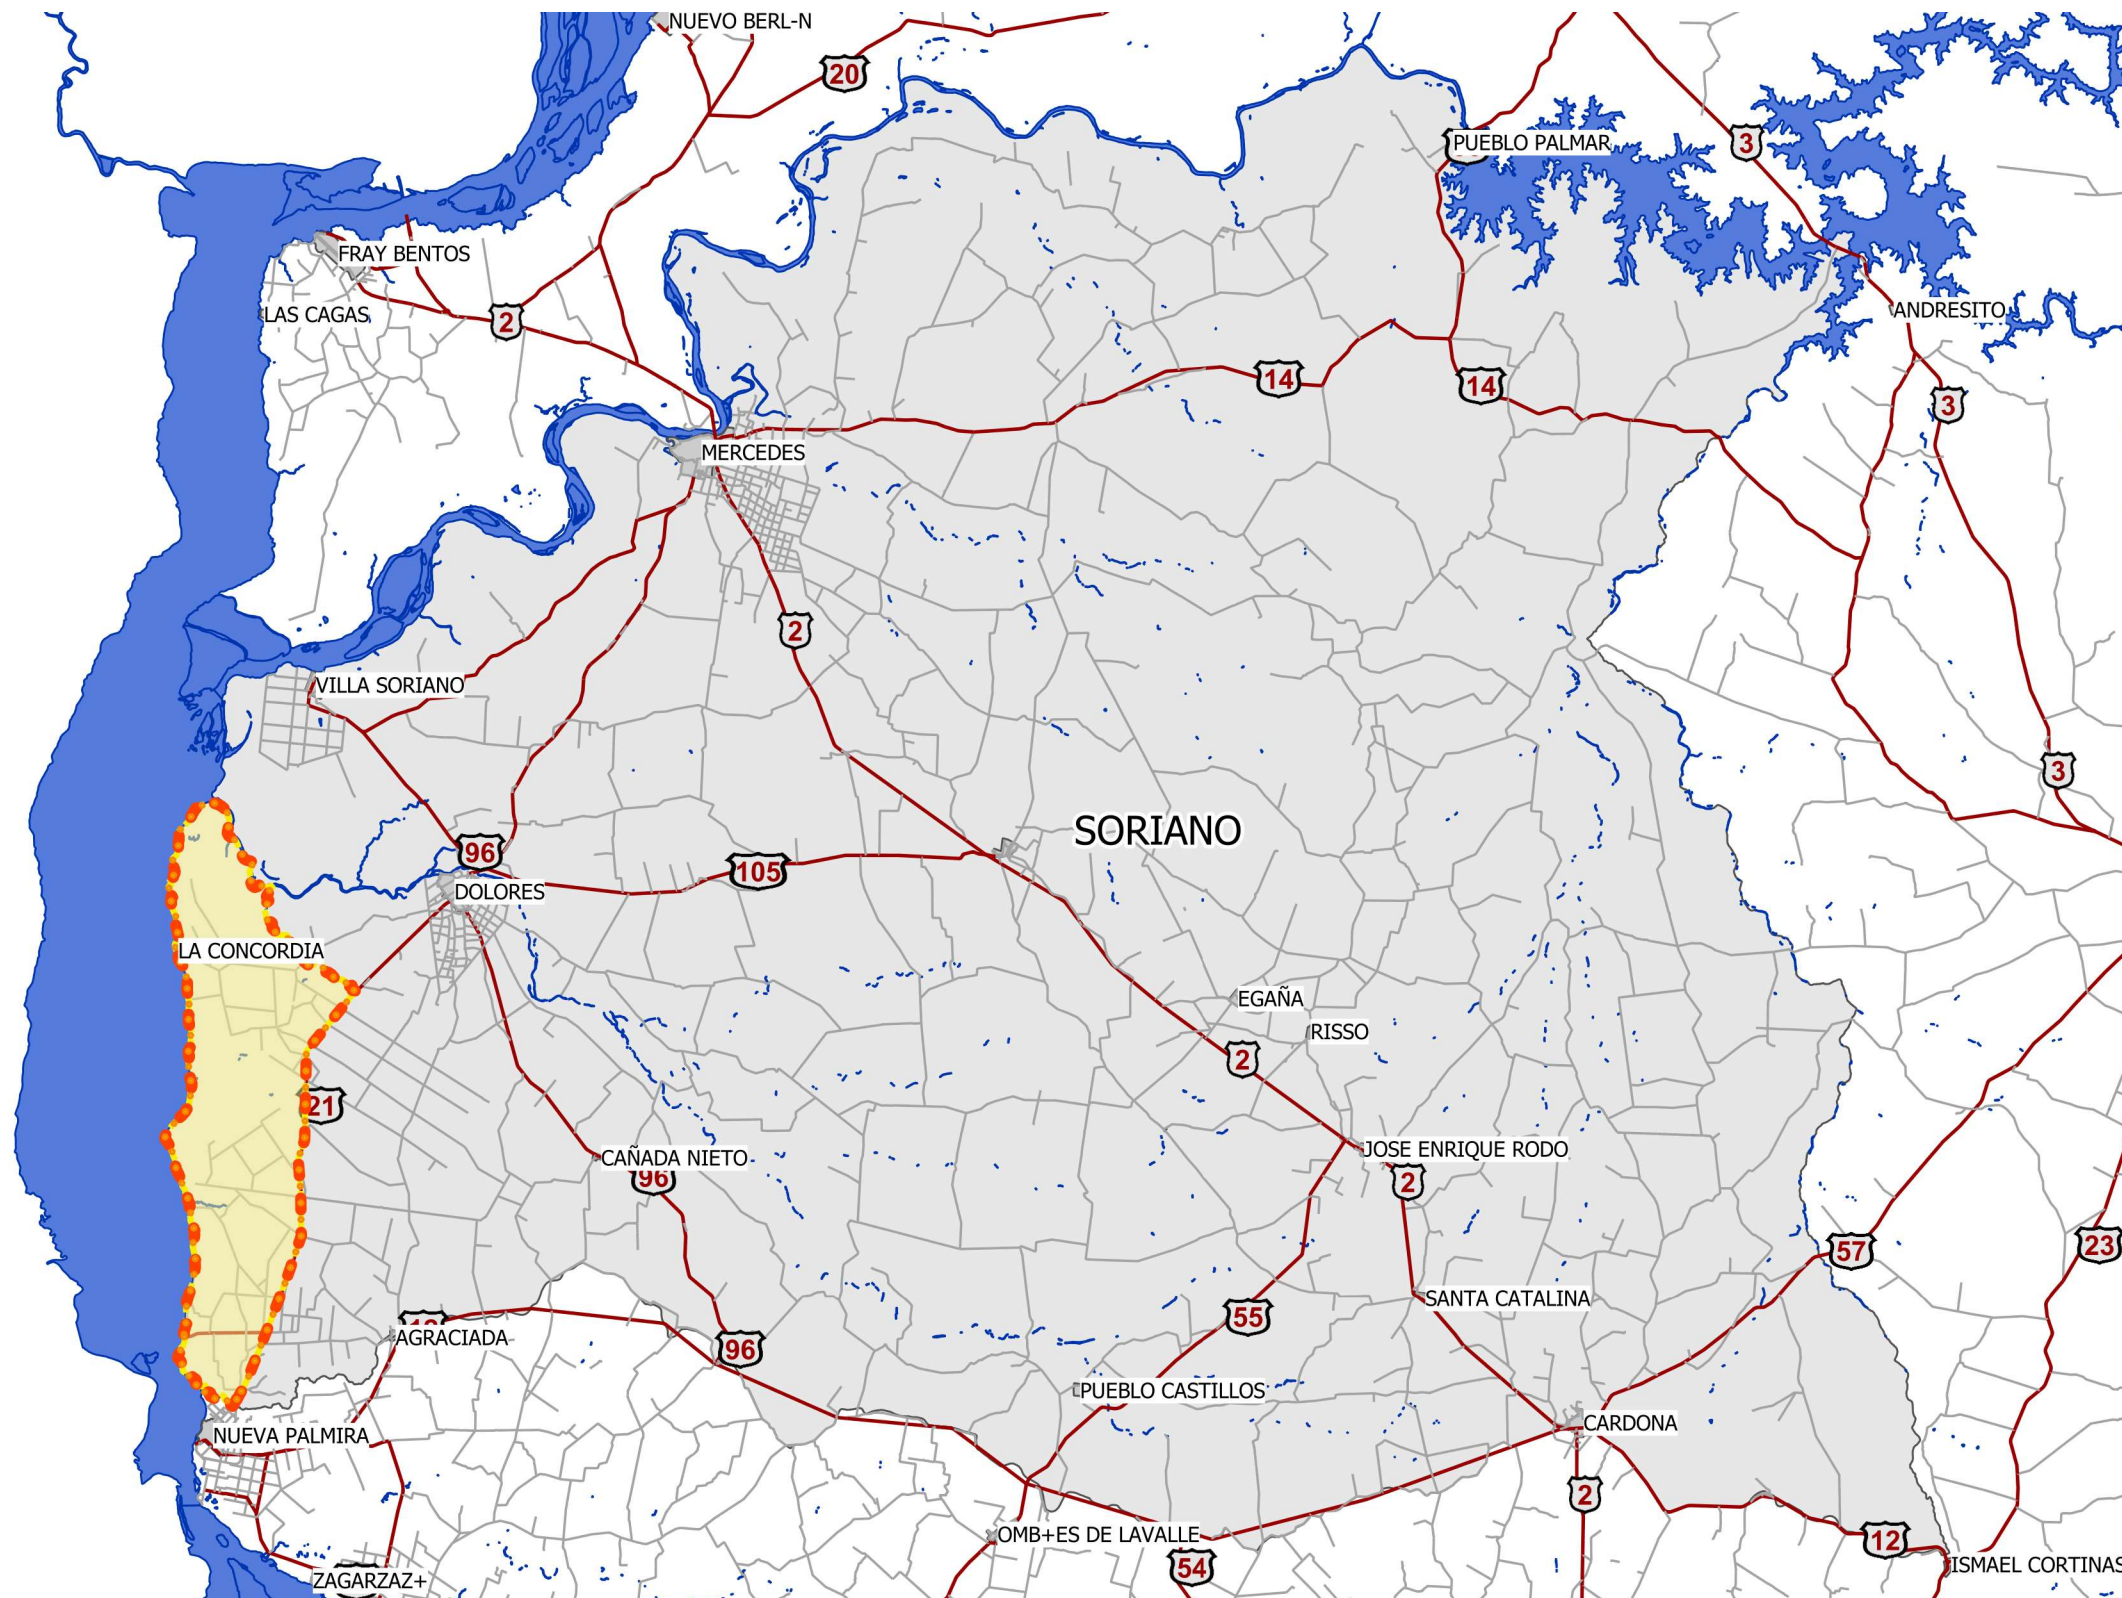 NUEVO BERL-N
20
PUEBLO PALMAR
3
FRAY BENTOS
LAS CAGAS
2
ANDRESITO
14
14
3
MERCEDES
2
VILLA SORIANO
3
SORIANO
96
105
DOLORES
LA CONCORDIA
EGAÑA
RISSO
2
21
CAÑADA NIETO
JOSE ENRIQUE RODO
96
2
57
23
SANTA CATALINA
55
AGRACIADA
96
PUEBLO CASTILLOS
CARDONA
NUEVA PALMIRA
2
OMB+ES DE LAVALLE
12
54
ISMAEL CORTINAS
ZAGARZAZ+